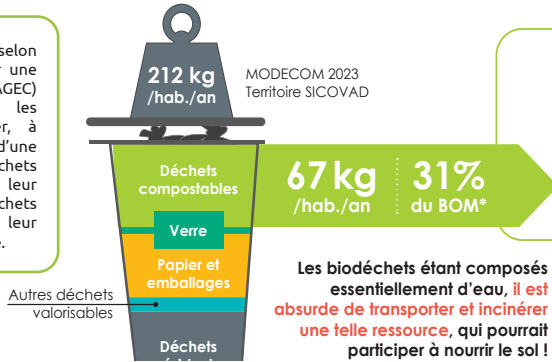 selon
une
AGEC)
les
er, à
d'une
chets
leur
chets
leur
212 kg
/hab./an
MODECOM 2023
Territoire SICOVAD
Déchets
compostables
67 kg
/hab./an
31%
du BOM*
Verre
Papier et
emballages
Autres déchets
valorisables
Déchets
Les biodéchets étant composés
essentiellement d'eau, il est
absurde de transporter et incinérer
une telle ressource, qui pourrait
participer à nourrir le sol !